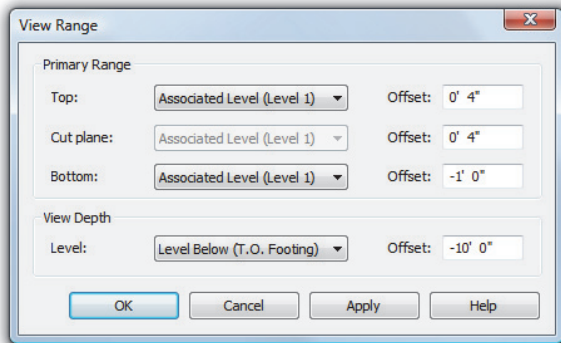 View Range
Primary Range
Top: Associated Level (Level 1) Offset: 0' 4"
Cut plane: Associated Level (Level 1) Offset: 0' 4"
Bottom: Associated Level (Level 1) Offset: -1' 0"
View Depth
Level: Level Below (T.O. Footing) Offset: -10' 0"
OK Cancel Apply Help